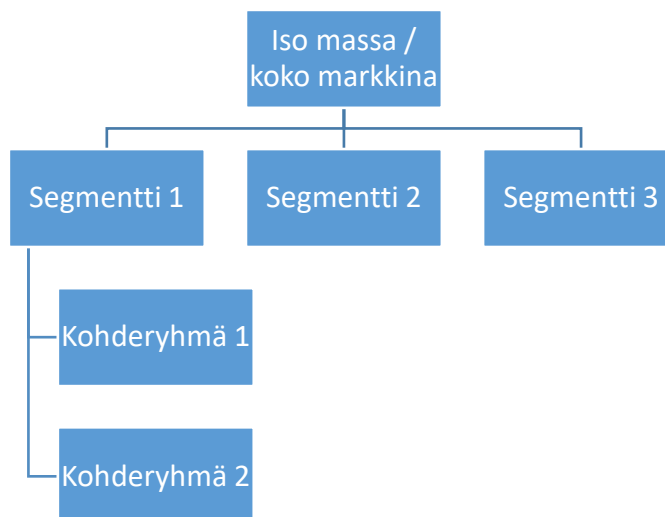 Iso massa /
koko markkina
Segmentti 1
Segmentti 2
Segmentti 3
Kohderyhmä 1
Kohderyhmä 2